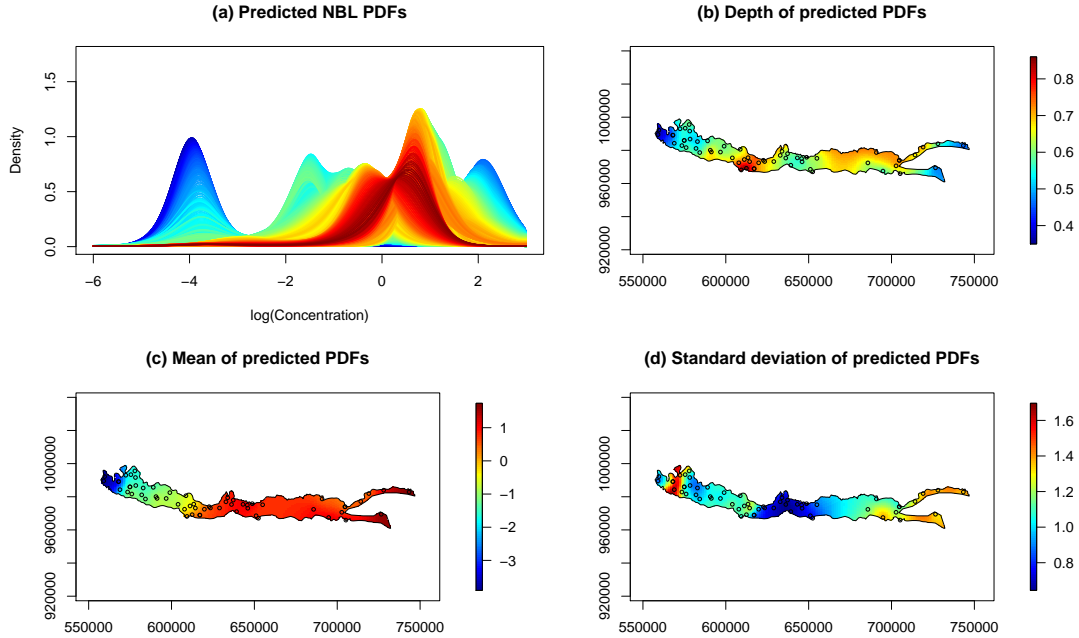 (a) Predicted NBL PDFs
Density
0.0 0.5 1.0 1.5
−6 −4 −2 0 2
log(Concentration)
(b) Depth of predicted PDFs
920000 960000 1000000
550000 600000 650000 700000 750000
0.8
0.7
0.6
0.5
0.4
(c) Mean of predicted PDFs
920000 960000 1000000
550000 600000 650000 700000 750000
1
0
−1
−2
−3
(d) Standard deviation of predicted PDFs
920000 960000 1000000
550000 600000 650000 700000 750000
1.6
1.4
1.2
1.0
0.8